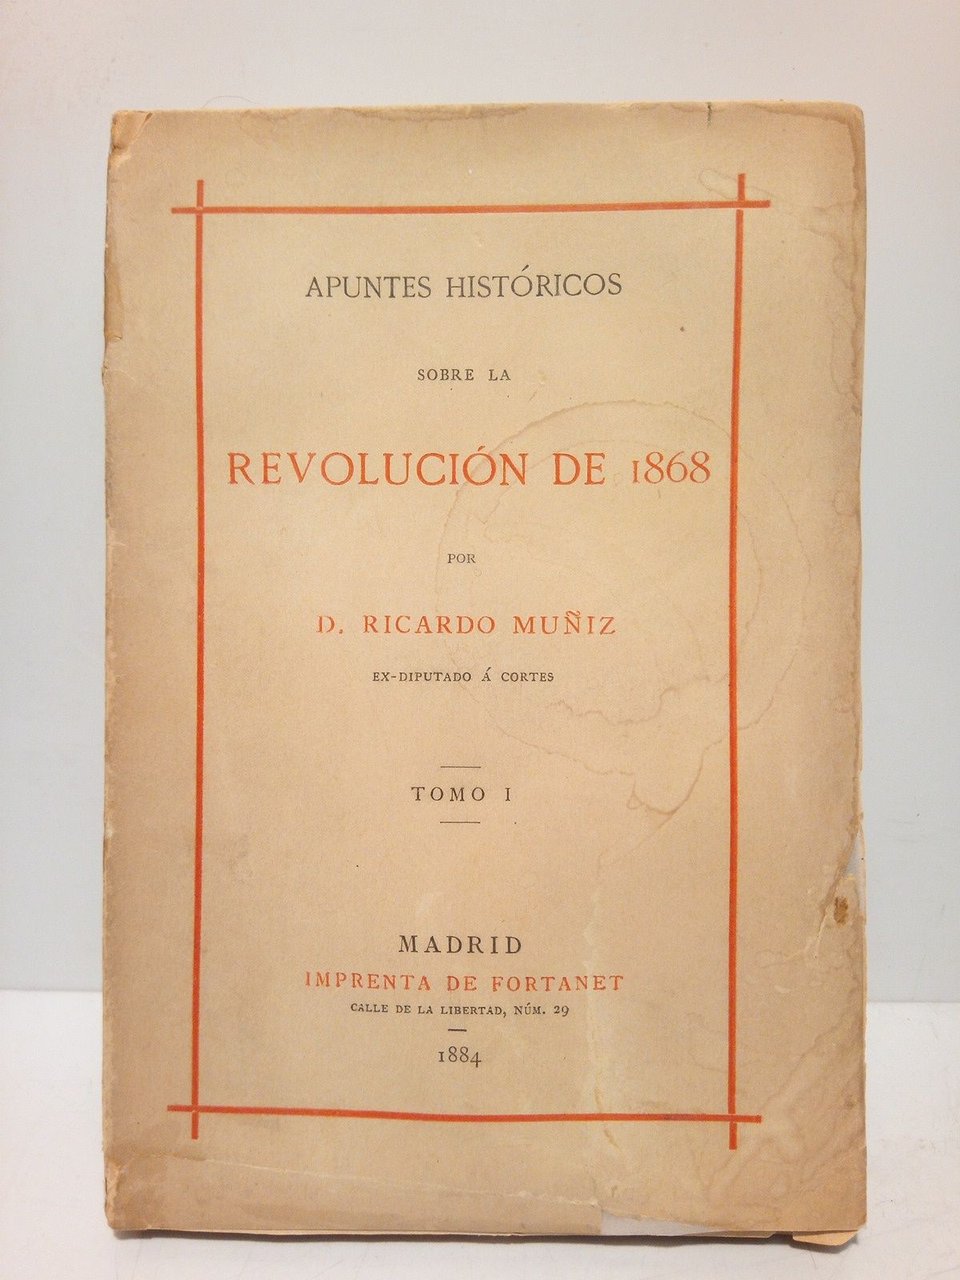 APUNTES HISTÓRICOS
SOBRE LA
REVOLUCIÓN DE 1868
POR
D. RICARDO MUÑIZ
EX-DIPUTADO Á CORTES
TOMO I
MADRID
IMPRENTA DE FORTANET
CALLE DE LA LIBERTAD, NÚM. 29
1884